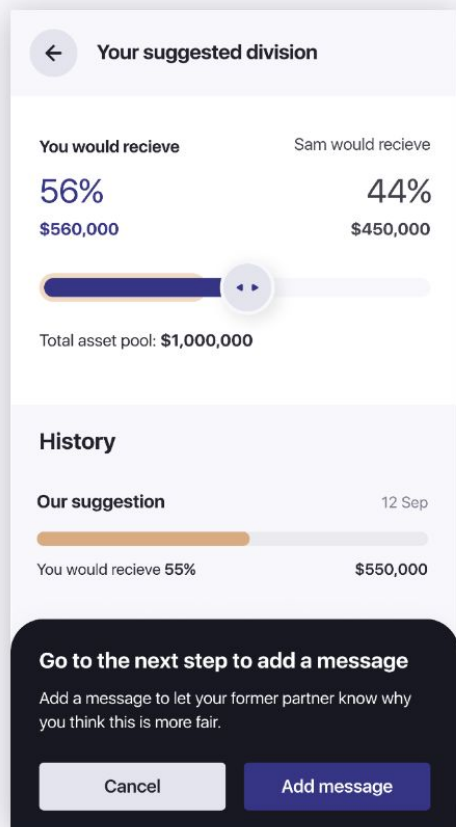 Your suggested division
You would recieve
Sam would recieve
56%
44%
$560,000
$450,000
Total asset pool: $1,000,000
History
Our suggestion
12 Sep
You would recieve 55%
$550,000
Go to the next step to add a message
Add a message to let your former partner know why
you think this is more fair.
Cancel
Add message